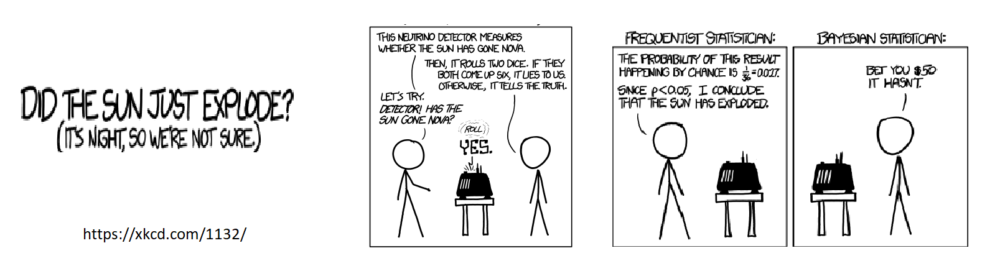 DID THE SUN JUST EXPLODE?
(IT'S NIGHT, SO WE'RE NOT SURE.)
https://xkcd.com/1132/
THIS NEUTRINO DETECTOR MEASURES
WHETHER THE SUN HAS GONE NOVA.
THEN, IT ROLLS TWO DICE. IF THEY
BOTH COME UP SIX, IT LIES TO US.
OTHERWISE, IT TELLS THE TRUTH.
LET'S TRY.
DETECTOR! HAS THE
SUN GONE NOVA?
ROLL
YES.
FREQUENTIST STATISTICIAN:
THE PROBABILITY OF THIS RESULT
HAPPENING BY CHANCE IS 1/36=0.027.
SINCE p<0.05, I CONCLUDE
THAT THE SUN HAS EXPLODED.
BAYESIAN STATISTICIAN:
BET YOU $50
IT HASN'T.